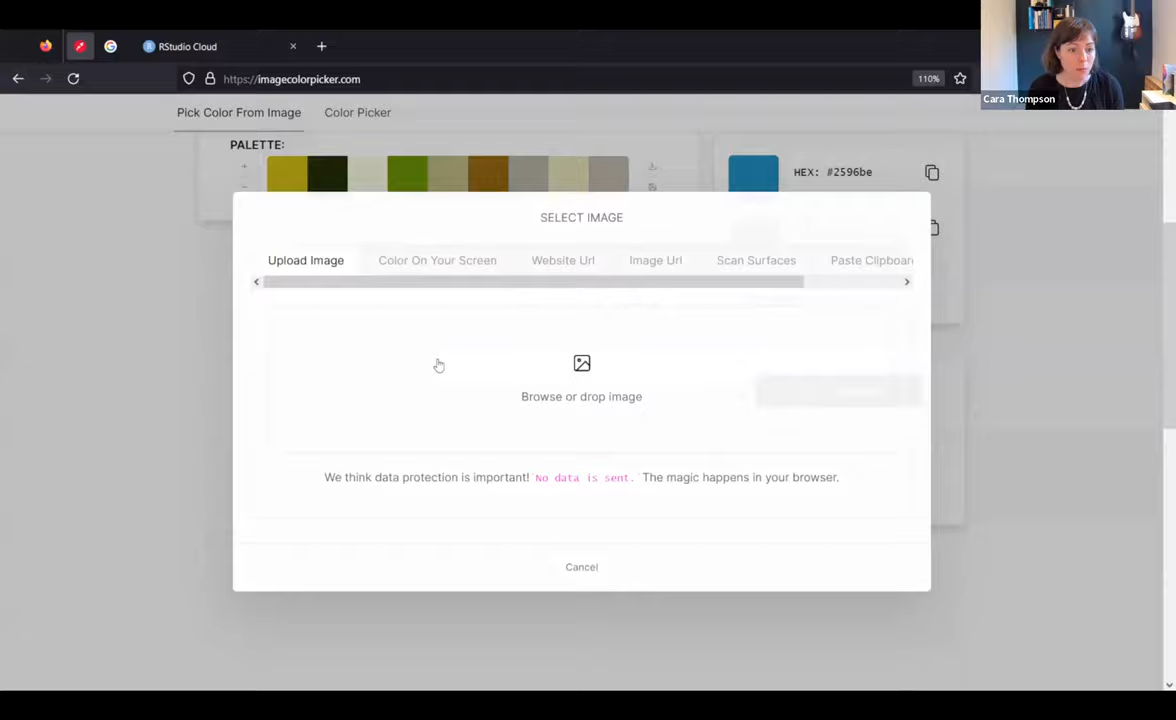 RStudio Cloud
https://imagecolorpicker.com
110%
Cara Thompson
Pick Color From Image
Color Picker
PALETTE:
HEX: #2596be
SELECT IMAGE
Upload Image
Color On Your Screen
Website Url
Image Url
Scan Surfaces
Paste Clipboar
Browse or drop image
We think data protection is important! No data is sent. The magic happens in your browser.
Cancel